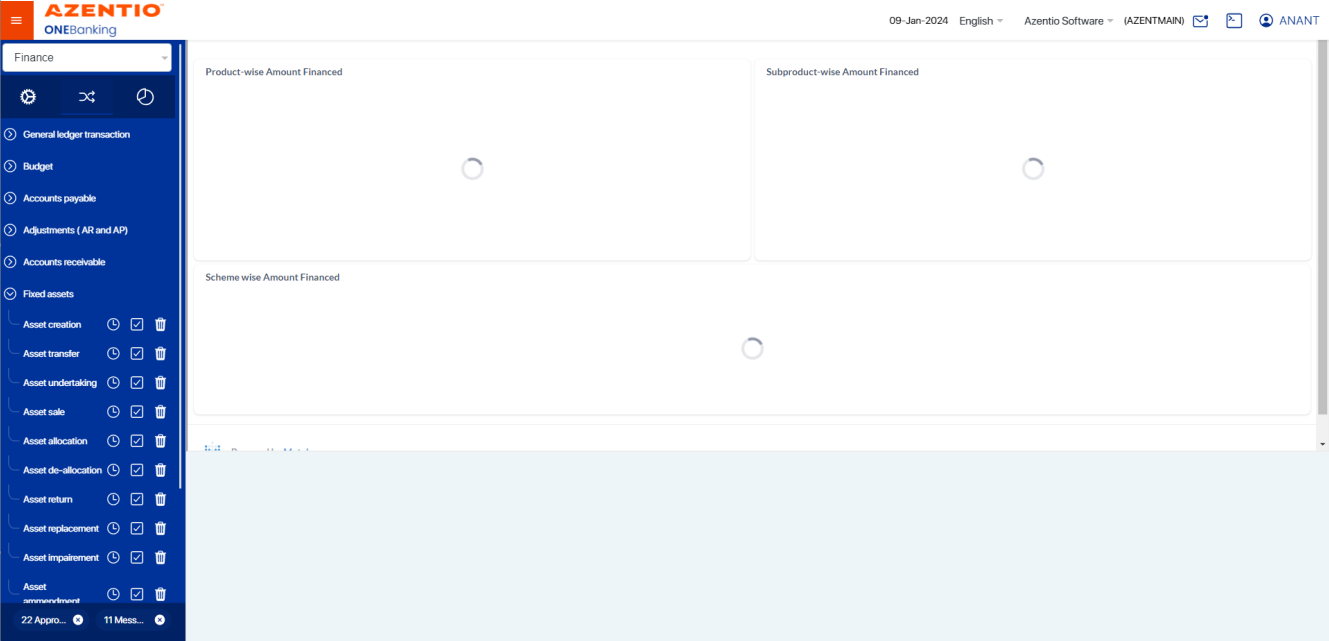 AZENTIO
ONEBanking
09-Jan-2024 English Azentio Software (AZENTMAIN) ANANT
Finance
General ledger transaction
Budget
Accounts payable
Adjustments ( AR and AP)
Accounts receivable
Fixed assets
Asset creation
Asset transfer
Asset undertaking
Asset sale
Asset allocation
Asset de-allocation
Asset return
Asset replacement
Asset impairement
Asset
ammendment
22 Appro...
11 Mess...
Product-wise Amount Financed
Subproduct-wise Amount Financed
Scheme wise Amount Financed